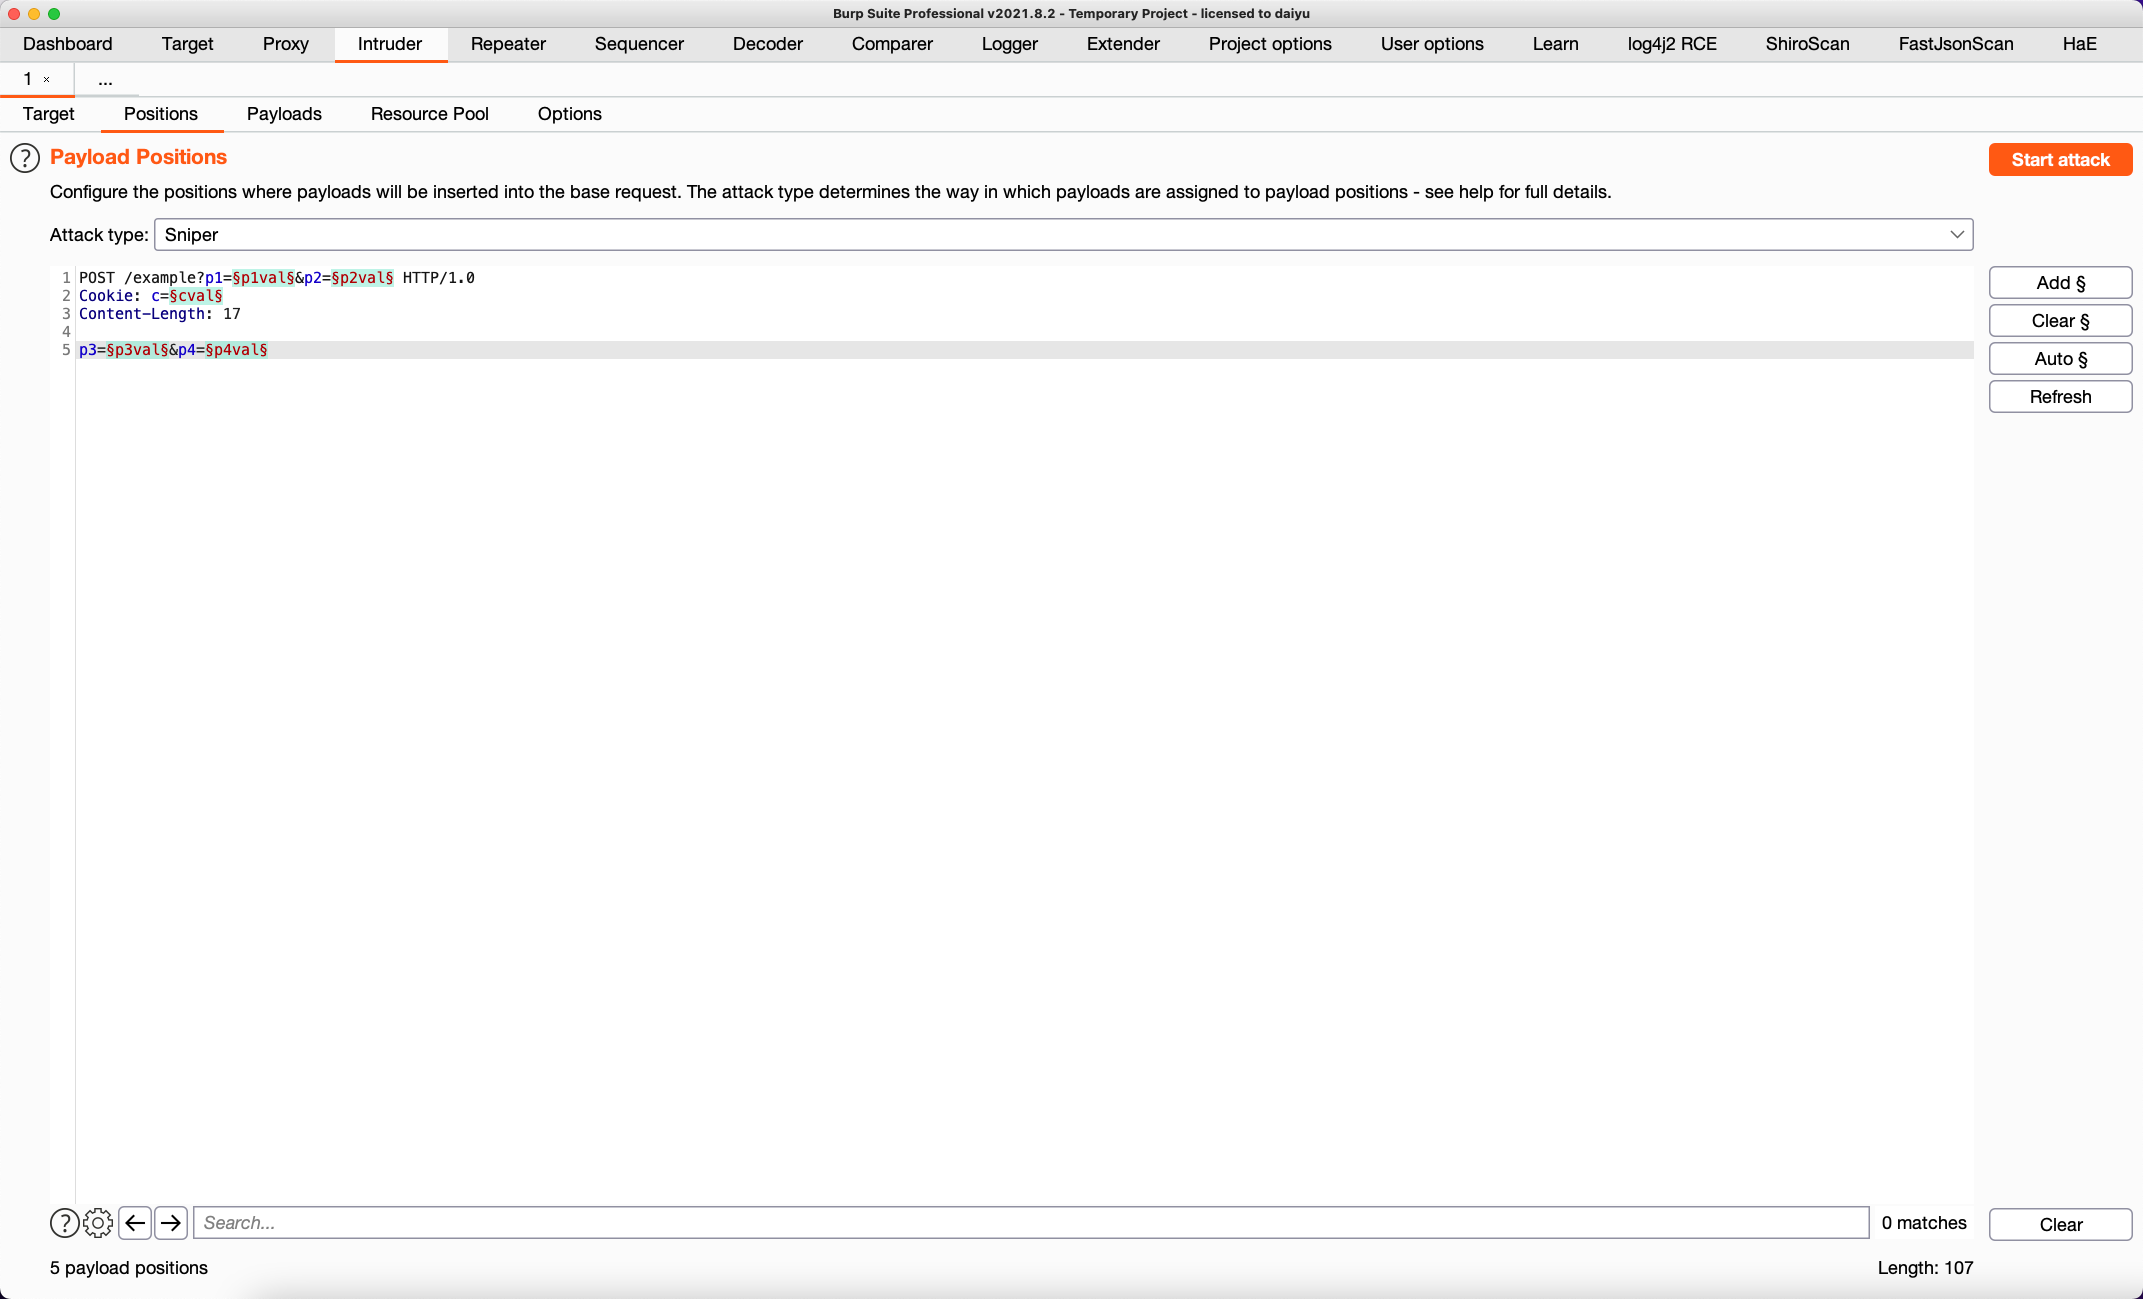 Burp Suite Professional v2021.8.2 - Temporary Project - licensed to daiyu
Dashboard Target Proxy Intruder Repeater Sequencer Decoder Comparer Logger Extender Project options User options Learn log4j2 RCE ShiroScan FastJsonScan HaE
1 × ...
Target Positions Payloads Resource Pool Options
? Payload Positions
Start attack
Configure the positions where payloads will be inserted into the base request. The attack type determines the way in which payloads are assigned to payload positions - see help for full details.
Attack type: Sniper
1 POST /example?p1=§p1val§&p2=§p2val§ HTTP/1.0
2 Cookie: c=§cval§
3 Content-Length: 17
4
5 p3=§p3val§&p4=§p4val§
Add §
Clear §
Auto §
Refresh
? Search... 0 matches Clear
5 payload positions Length: 107